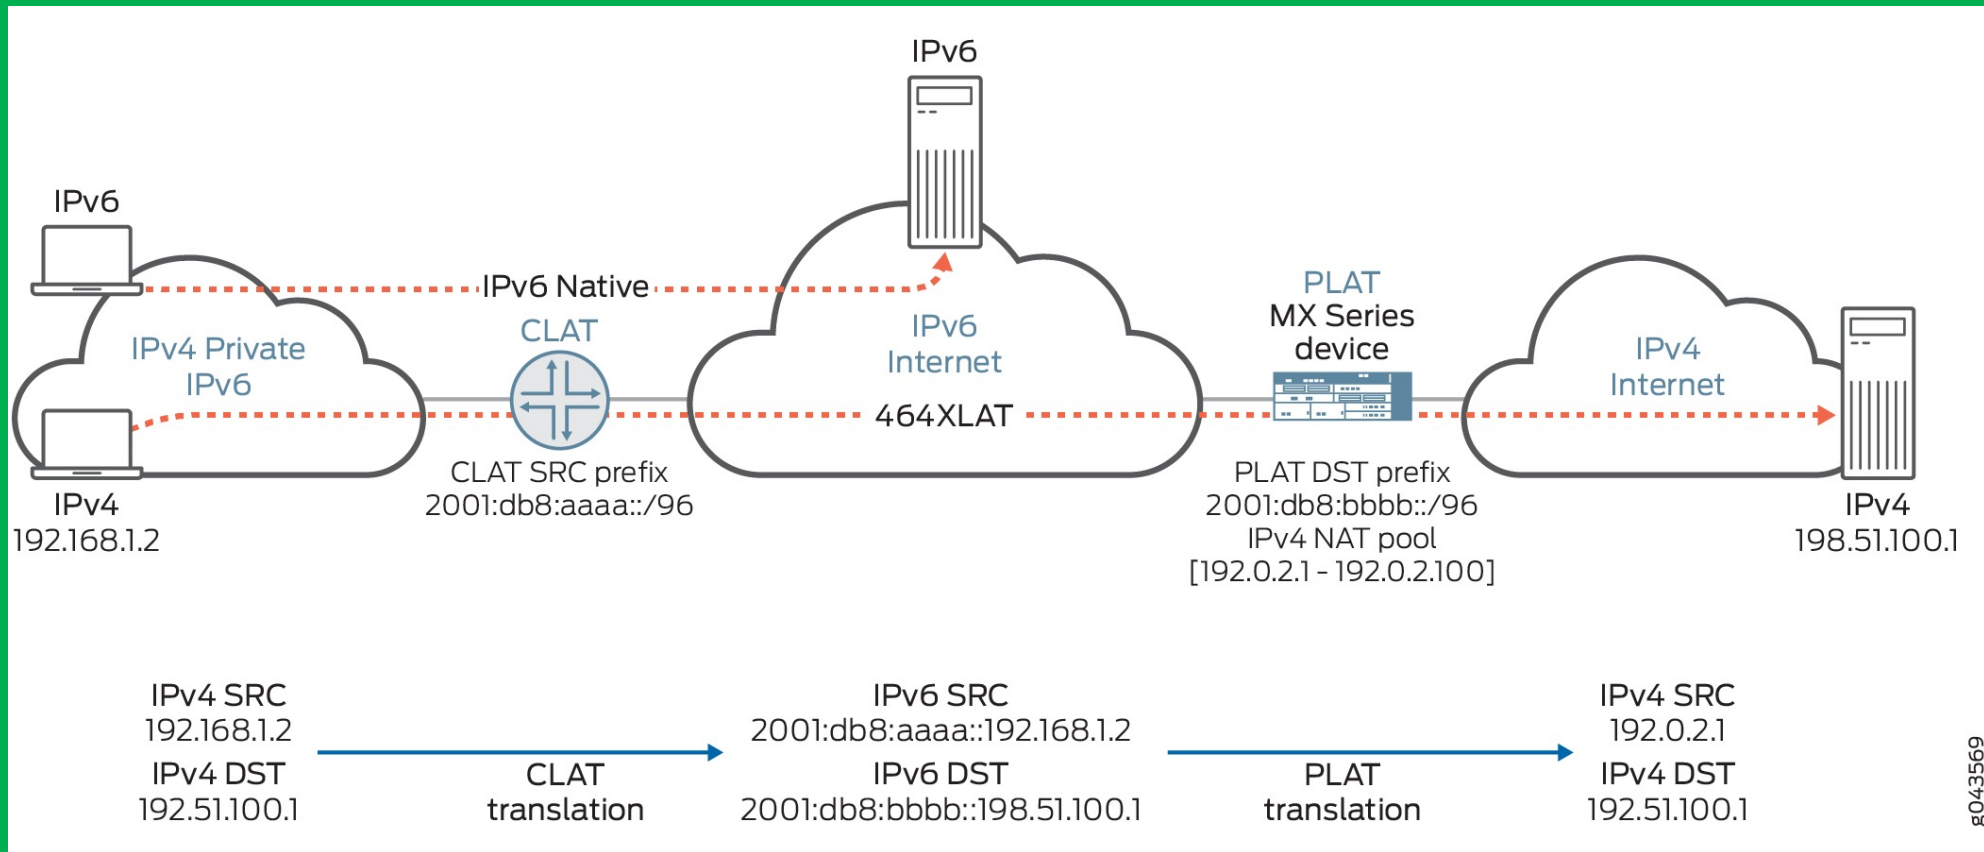 IPv6
IPv6
IPv6 Native
PLAT
MX Series
device
CLAT
IPv4 Private
IPv6
IPv6
Internet
IPv4
Internet
464XLAT
CLAT SRC prefix
2001:db8:aaaa::/96
PLAT DST prefix
2001:db8:bbbb::/96
IPv4 NAT pool
[192.0.2.1 - 192.0.2.100]
IPv4
192.168.1.2
IPv4
198.51.100.1
IPv4 SRC
192.168.1.2
IPv4 DST
192.51.100.1
CLAT
translation
IPv6 SRC
2001:db8:aaaa::192.168.1.2
IPv6 DST
2001:db8:bbbb::198.51.100.1
PLAT
translation
IPv4 SRC
192.0.2.1
IPv4 DST
192.51.100.1
g043569